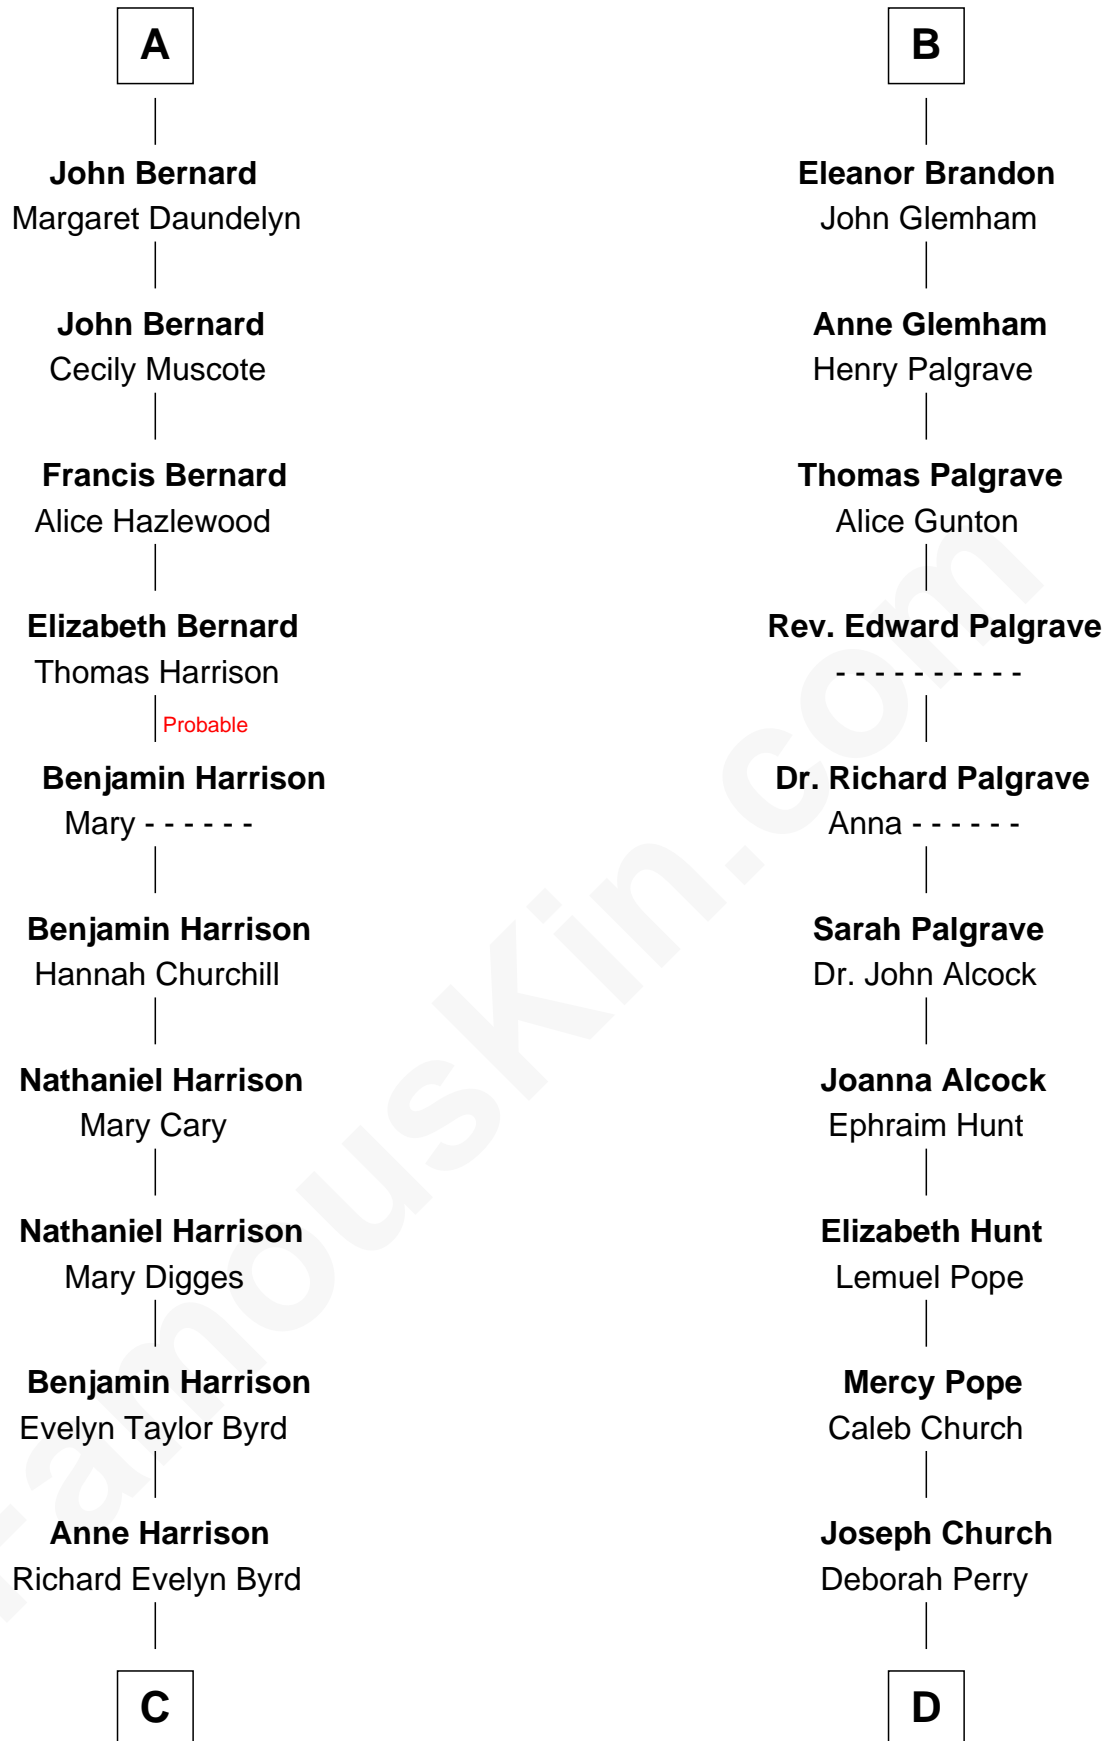 A
John Bernard
Margaret Daundelyn
John Bernard
Cecily Muscote
Francis Bernard
Alice Hazlewood
Elizabeth Bernard
Thomas Harrison
Probable
Benjamin Harrison
Mary - - - - - -
Benjamin Harrison
Hannah Churchill
Nathaniel Harrison
Mary Cary
Nathaniel Harrison
Mary Digges
Benjamin Harrison
Evelyn Taylor Byrd
Anne Harrison
Richard Evelyn Byrd
C
B
Eleanor Brandon
John Glemham
Anne Glemham
Henry Palgrave
Thomas Palgrave
Alice Gunton
Rev. Edward Palgrave
- - - - - - - - - -
Dr. Richard Palgrave
Anna - - - - - -
Sarah Palgrave
Dr. John Alcock
Joanna Alcock
Ephraim Hunt
Elizabeth Hunt
Lemuel Pope
Mercy Pope
Caleb Church
Joseph Church
Deborah Perry
D
FamousKin.com